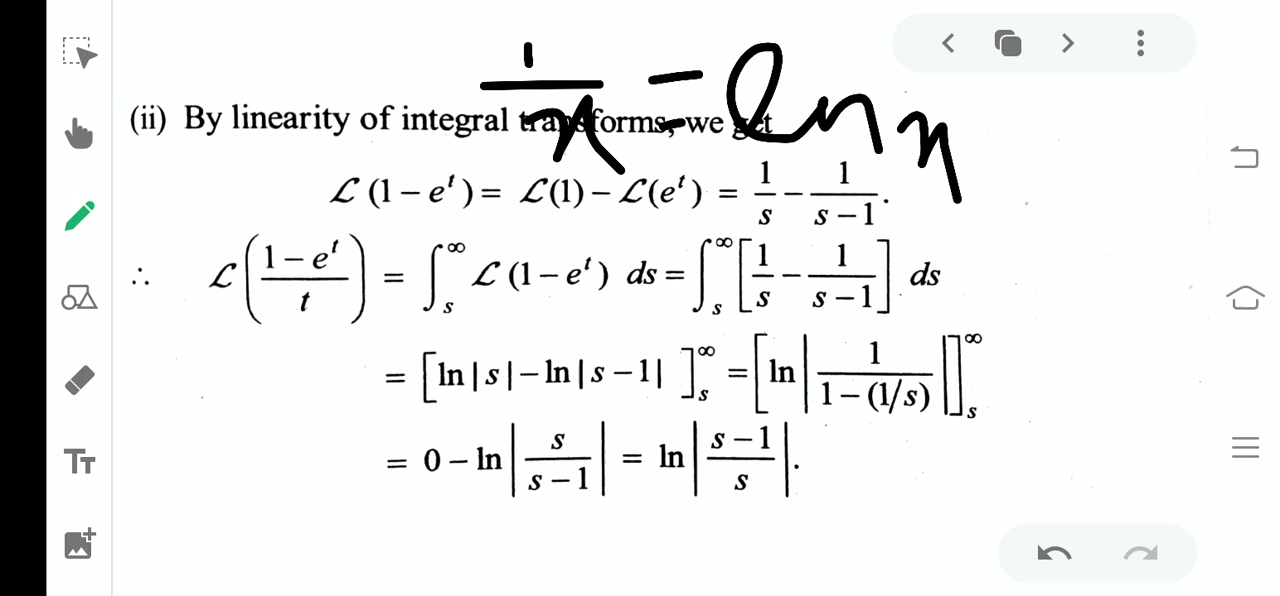 1/x = ln x
(ii) By linearity of integral transforms, we get
ℒ (1 − e^t) = ℒ(1) − ℒ(e^t) = 1/s − 1/(s − 1).
∴ ℒ((1 − e^t)/t) = ∫_s^∞ ℒ (1 − e^t) ds = ∫_s^∞ [1/s − 1/(s − 1)] ds
= [ln | s | − ln | s − 1 |]_s^∞ = [ln | 1/(1 − (1/s)) |]_s^∞
= 0 − ln | s/(s − 1) | = ln | (s − 1)/s |.
TT